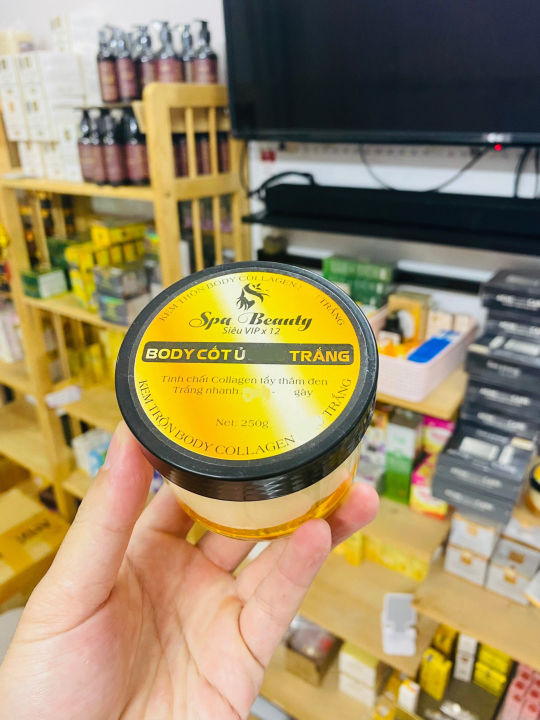 KEM TRỘN BODY COLLAGEN
TRẮNG
Spa Beauty
Siêu VIP x 12
BODY CỐT Ủ TRẮNG
Tinh chất Collagen tẩy thâm đen
Trắng nhanh - gày
Net. 250g
KEM TRỘN BODY COLLAGEN
TRẮNG